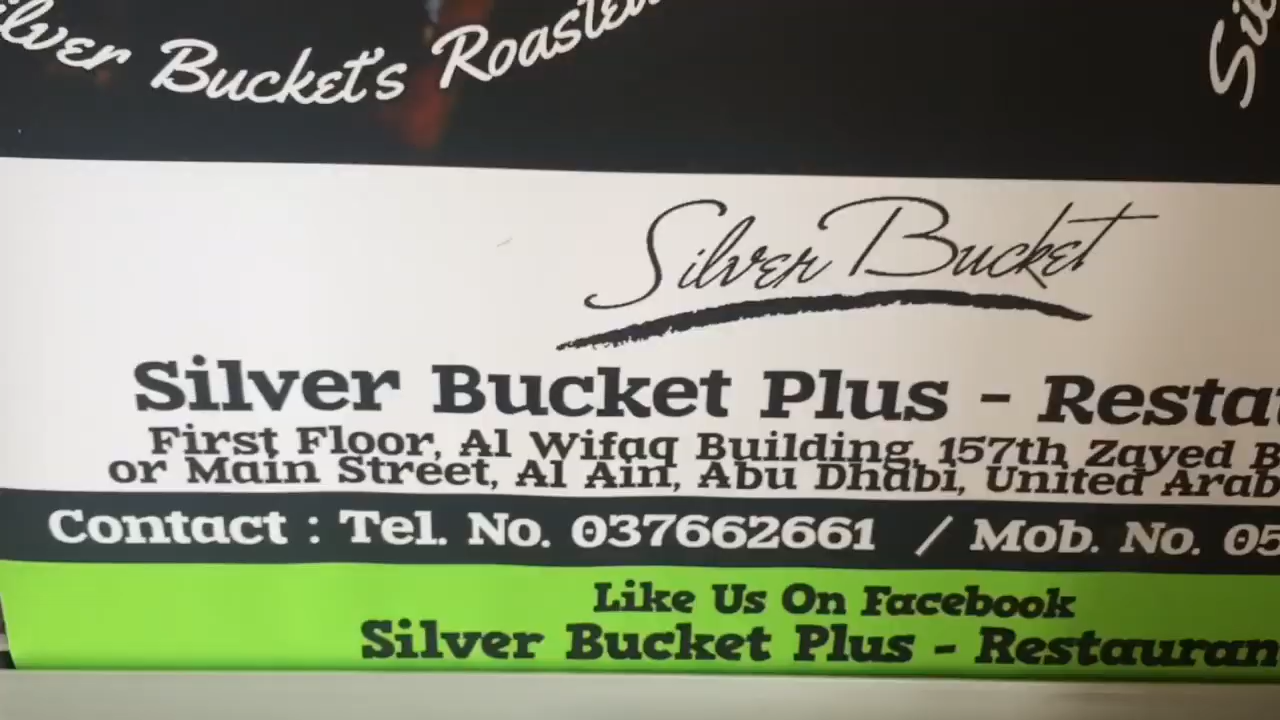 Silver Bucket's Roasted
Silver Bucket
Silver Bucket Plus -
First Floor, Al Wifaq Building, 157th Zayed
or Main Street, Al Ain, Abu Dhabi, United Arab
Contact : Tel. No. 037662661 / Mob. No. 05
Like Us On Facebook
Silver Bucket Plus - Restauran